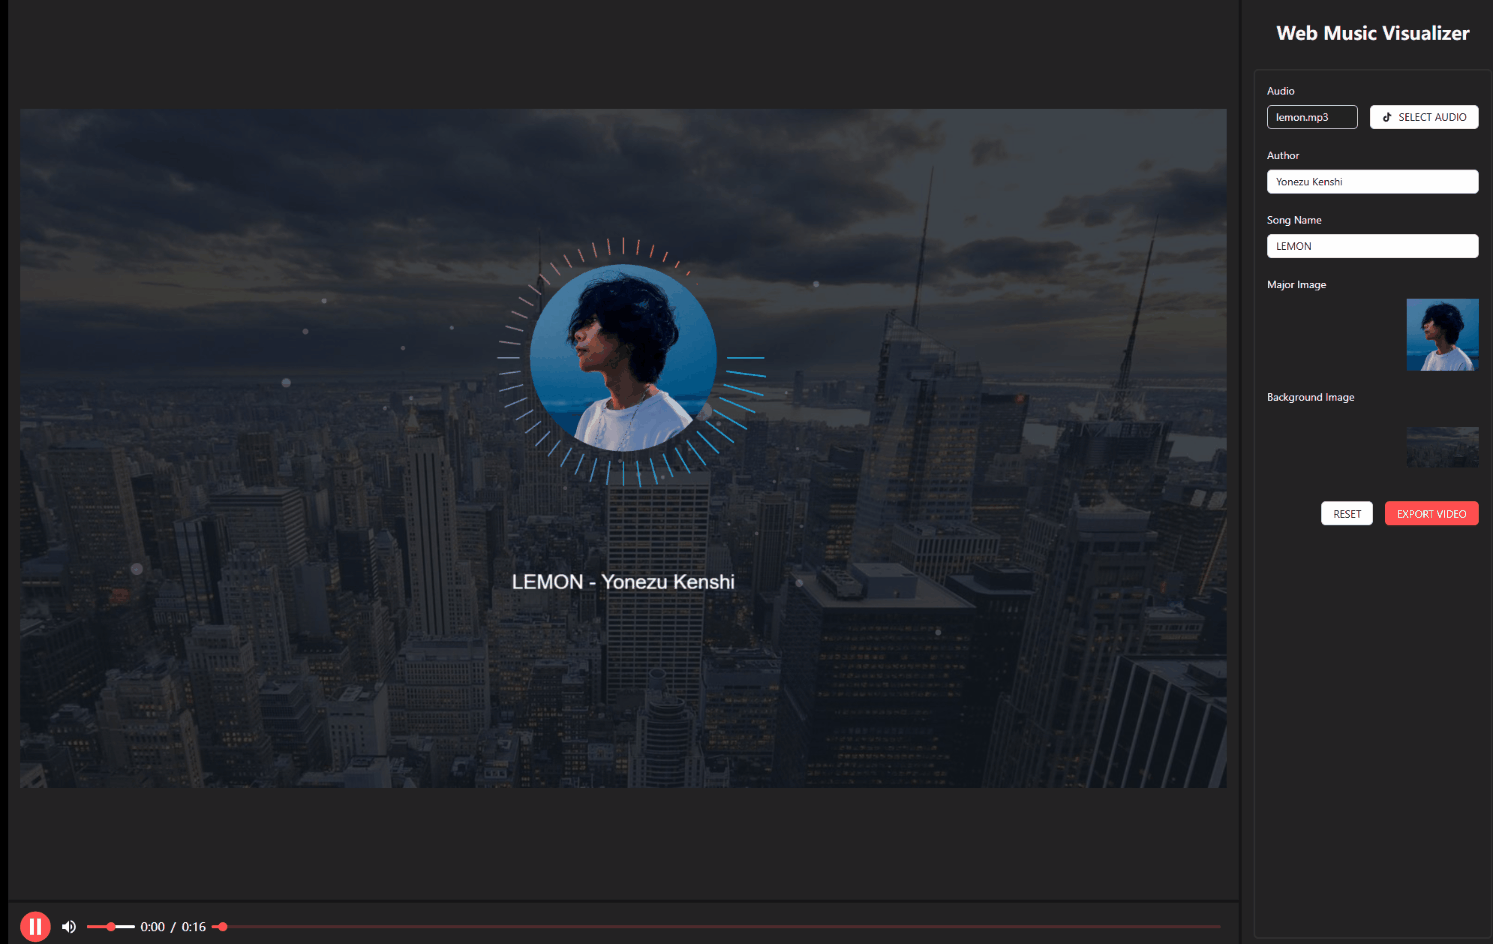 Web Music Visualizer
Audio
lemon.mp3
SELECT AUDIO
Author
Yonezu Kenshi
Song Name
LEMON
Major Image
Background Image
RESET
EXPORT VIDEO
LEMON - Yonezu Kenshi
0:00 / 0:16